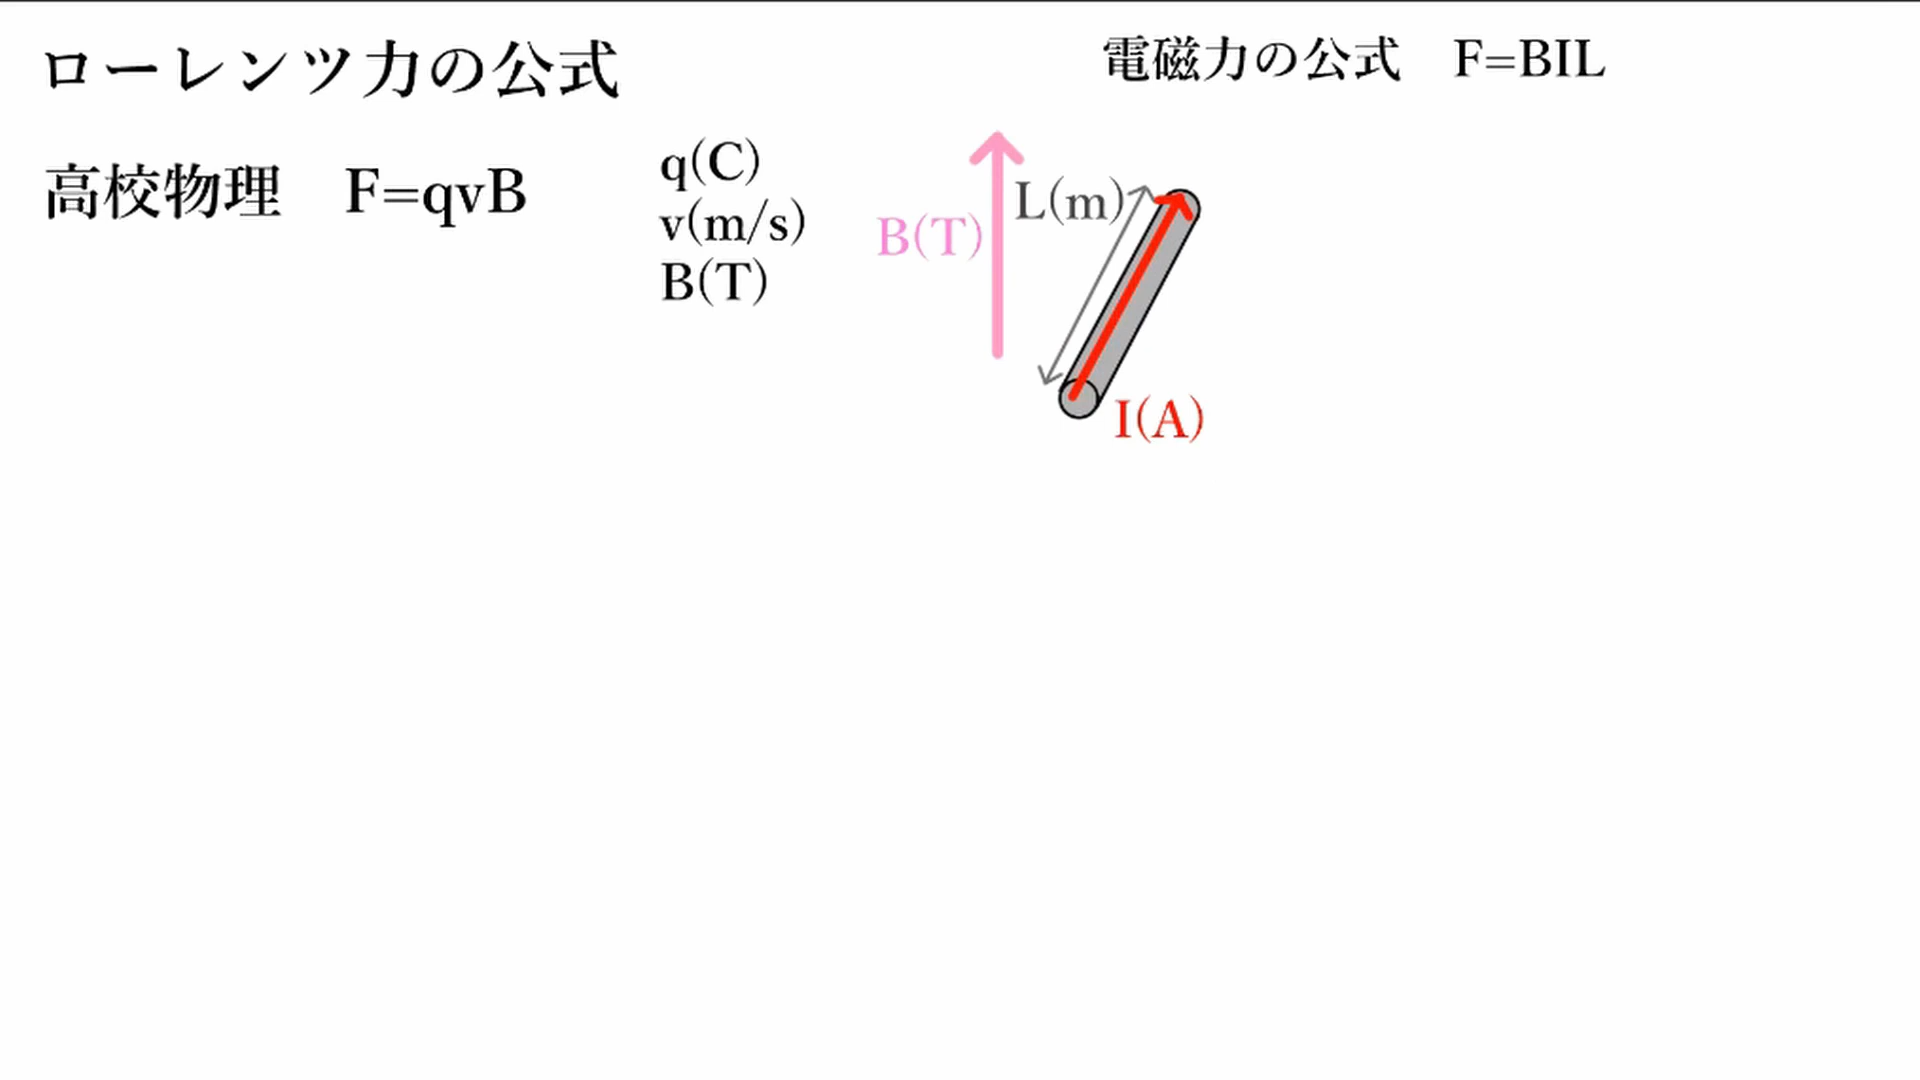 ローレンツ力の公式
電磁力の公式　F=BIL
高校物理　F=qvB
q(C)
v(m/s)
B(T)
B(T)
L(m)
I(A)